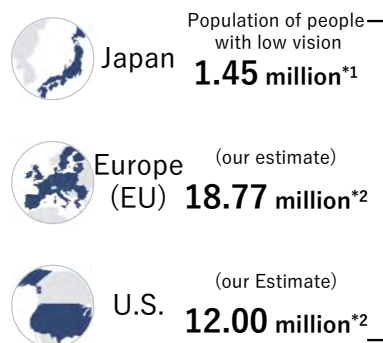 Population of people
with low vision
Japan
1.45 million*1
Europe
(EU)
(our estimate)
18.77 million*2
U.S.
(our Estimate)
12.00 million*2